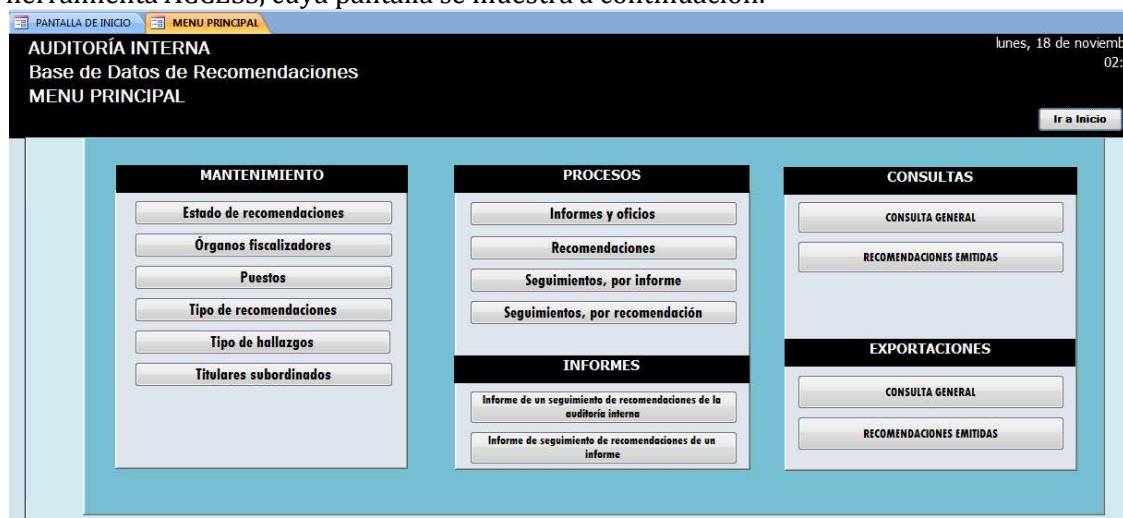 herramienta ACCESS, cuya pantalla se muestra a continuación.
PANTALLA DE INICIO
MENU PRINCIPAL
AUDITORÍA INTERNA
Base de Datos de Recomendaciones
MENU PRINCIPAL
lunes, 18 de noviemb
02:
Ir a Inicio
MANTENIMIENTO
Estado de recomendaciones
Órganos fiscalizadores
Puestos
Tipo de recomendaciones
Tipo de hallazgos
Titulares subordinados
PROCESOS
Informes y oficios
Recomendaciones
Seguimientos, por informe
Seguimientos, por recomendación
INFORMES
Informe de un seguimiento de recomendaciones de la
auditoría interna
Informe de seguimiento de recomendaciones de un
informe
CONSULTAS
CONSULTA GENERAL
RECOMENDACIONES EMITIDAS
EXPORTACIONES
CONSULTA GENERAL
RECOMENDACIONES EMITIDAS